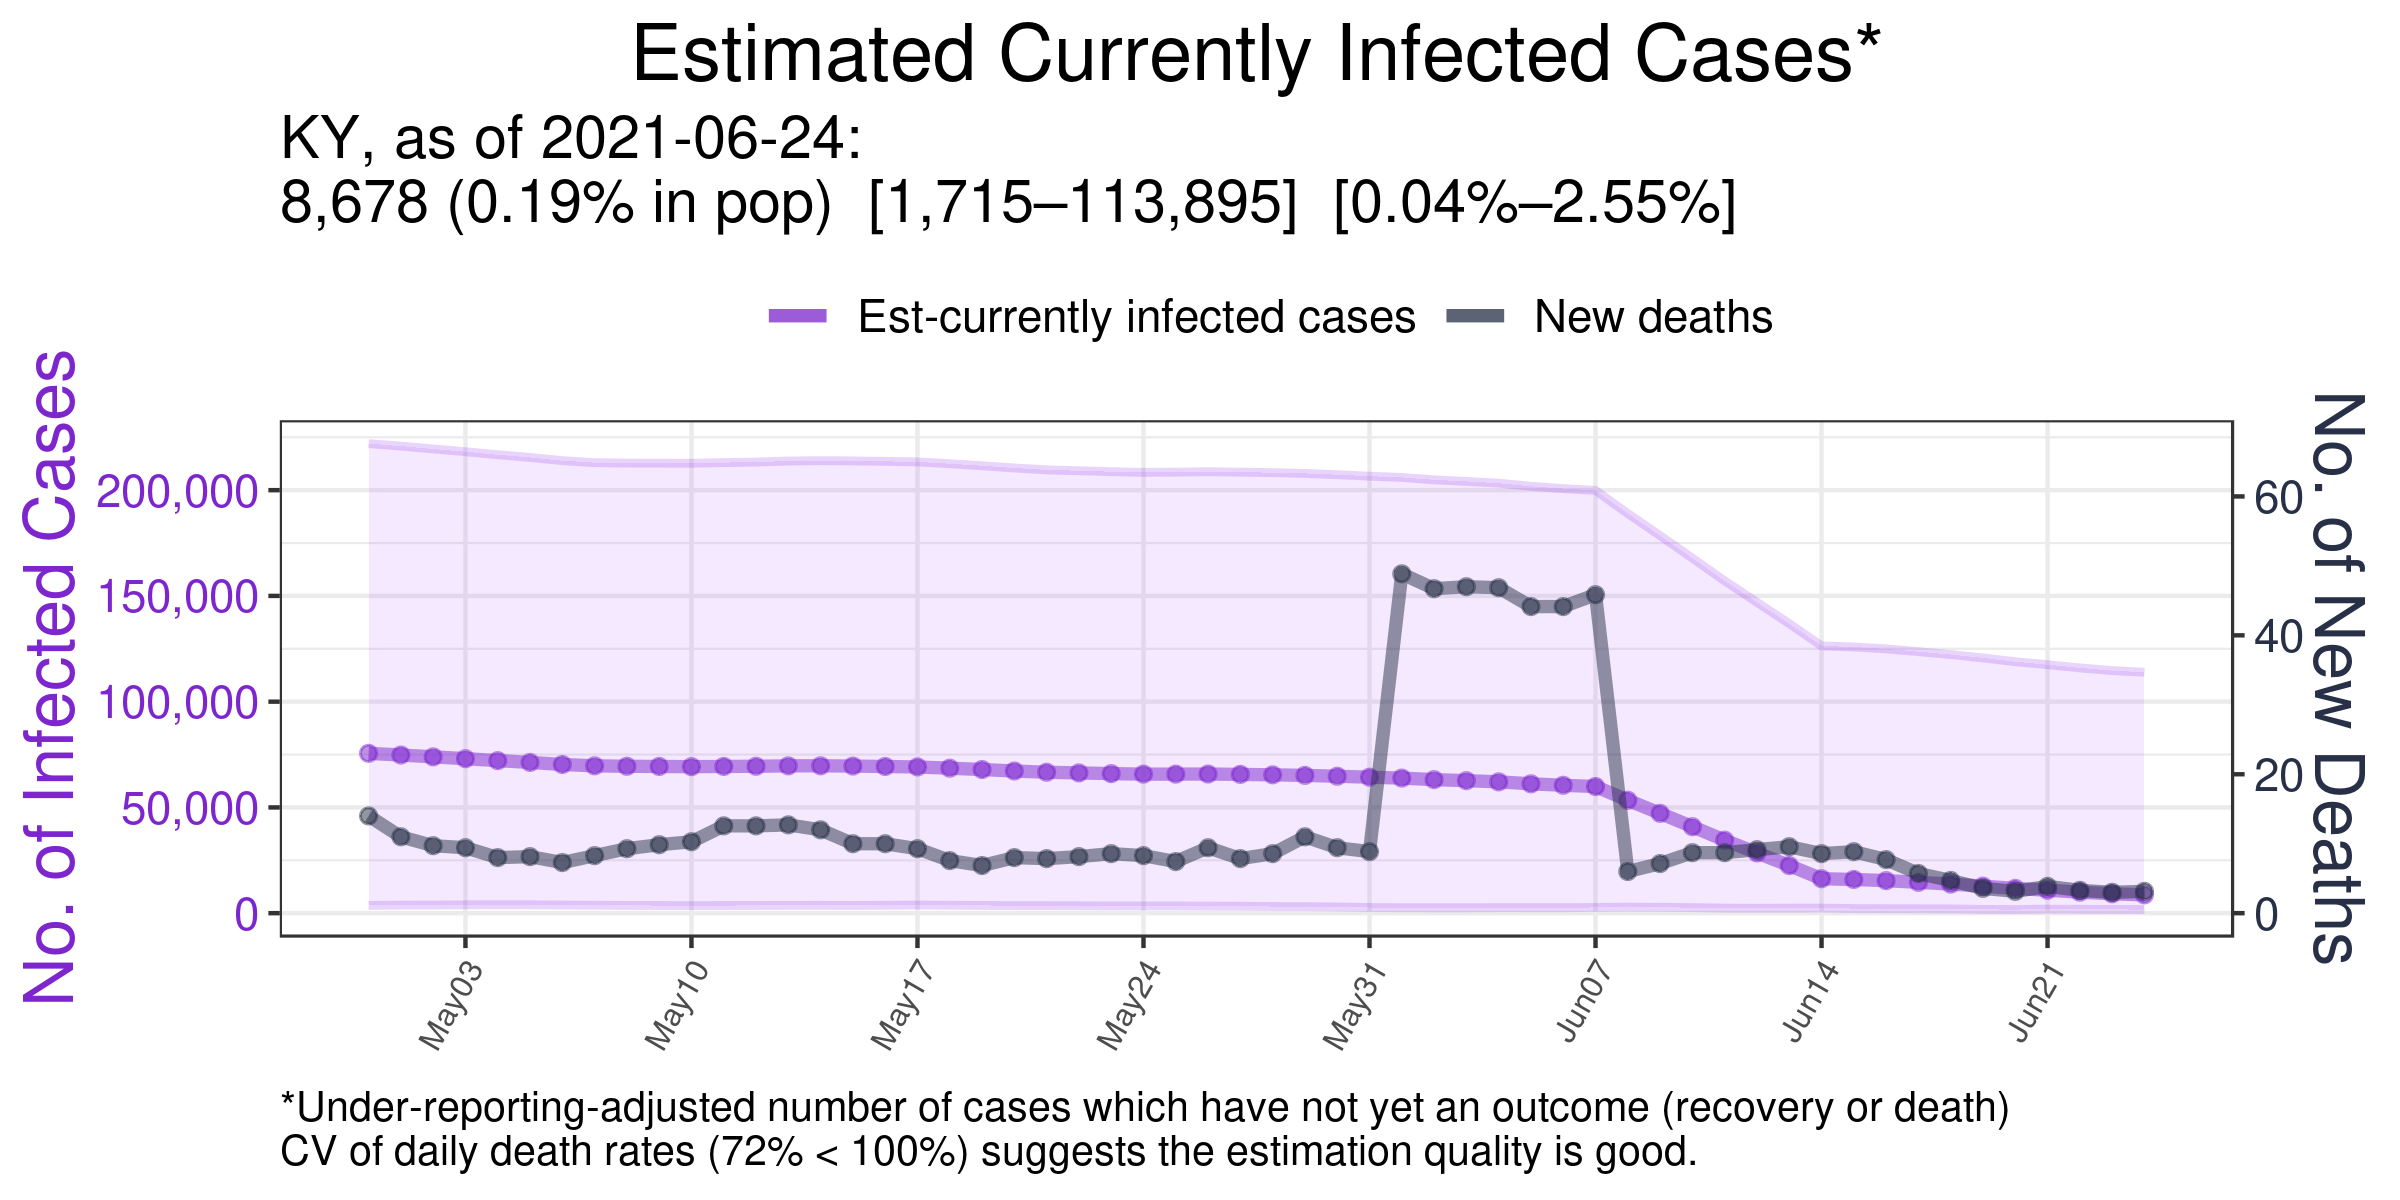 Estimated Currently Infected Cases*
KY, as of 2021-06-24:
8,678 (0.19% in pop) [1,715–113,895] [0.04%–2.55%]
Est-currently infected cases New deaths
No. of Infected Cases
200,000
150,000
100,000
50,000
0
60
40
20
0
No. of New Deaths
May03 May10 May17 May24 May31 Jun07 Jun14 Jun21
*Under-reporting-adjusted number of cases which have not yet an outcome (recovery or death)
CV of daily death rates (72% < 100%) suggests the estimation quality is good.